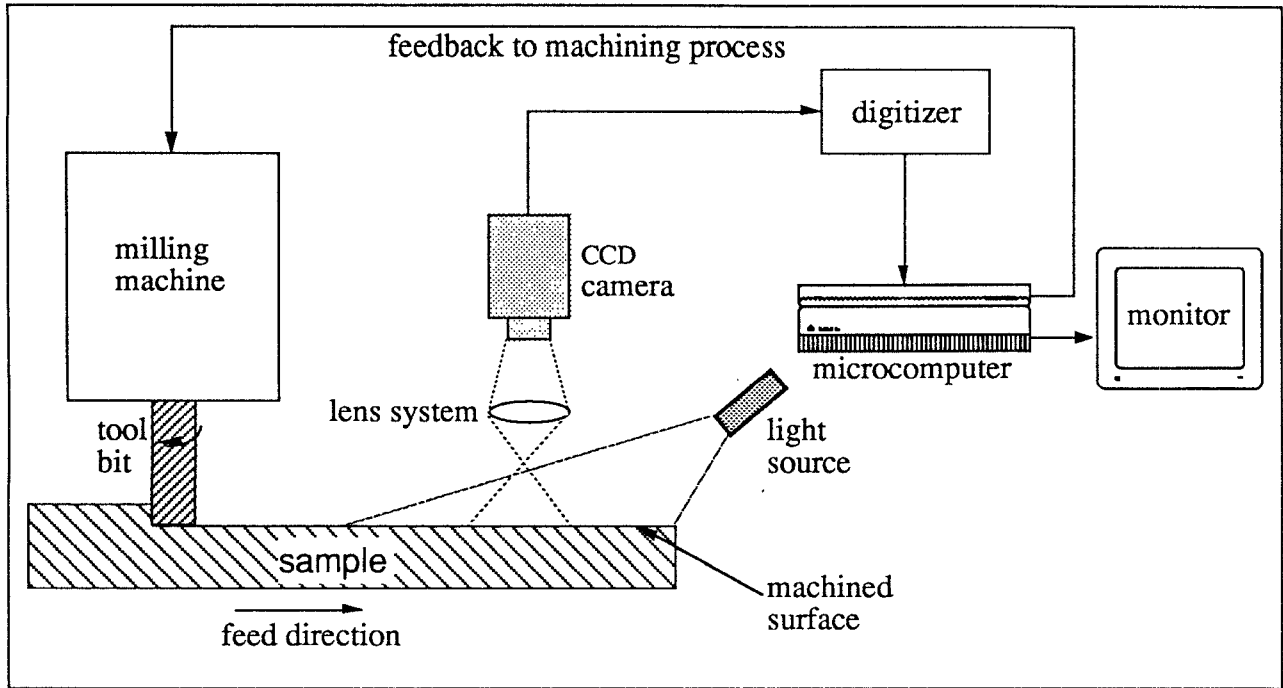 feedback to machining process
digitizer
milling
machine
CCD
camera
monitor
microcomputer
lens system
tool
bit
light
source
sample
machined
surface
feed direction